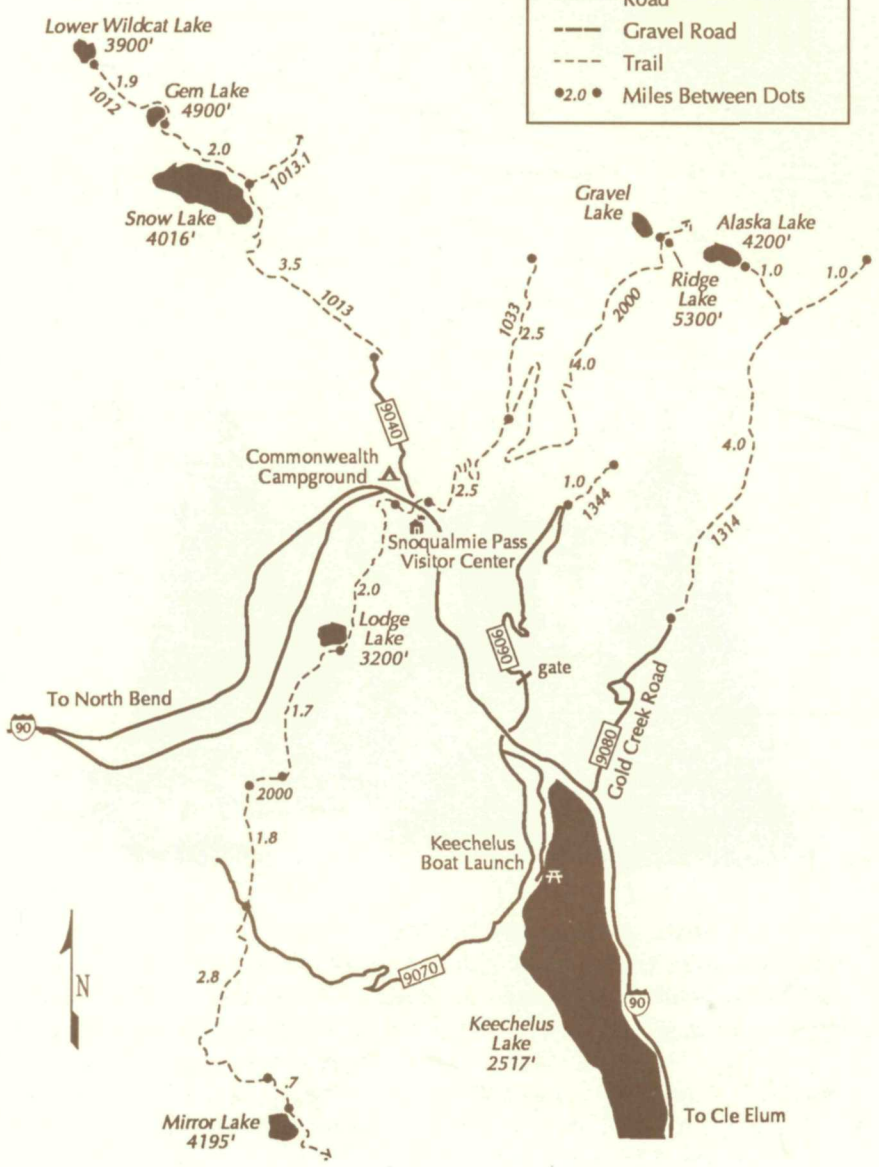 Road
Gravel Road
Trail
2.0 Miles Between Dots
Lower Wildcat Lake
3900'
1.9
1012
Gem Lake
4900'
2.0
1013.1
Snow Lake
4016'
3.5
1013
Gravel
Lake
Alaska Lake
4200'
1.0
1.0
Ridge
Lake
5300'
2000
1033
2.5
4.0
9040
Commonwealth
Campground
2.5
1.0
1344
4.0
1314
Snoqualmie Pass
Visitor Center
2.0
Lodge
Lake
3200'
9090
gate
To North Bend
90
1.7
9080
Gold Creek Road
2000
1.8
Keechelus
Boat Launch
9070
N
2.8
90
Keechelus
Lake
2517'
.7
Mirror Lake
4195'
To Cle Elum